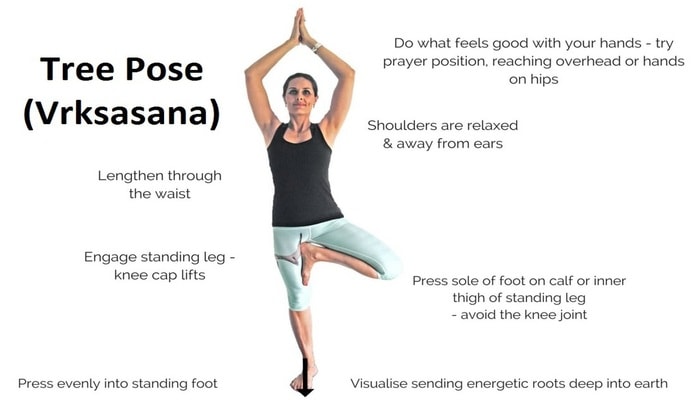 Tree Pose
(Vrksasana)
Do what feels good with your hands - try
prayer position, reaching overhead or hands
on hips
Shoulders are relaxed
& away from ears
Lengthen through
the waist
Engage standing leg -
knee cap lifts
Press sole of foot on calf or inner
thigh of standing leg
- avoid the knee joint
Press evenly into standing foot
Visualise sending energetic roots deep into earth